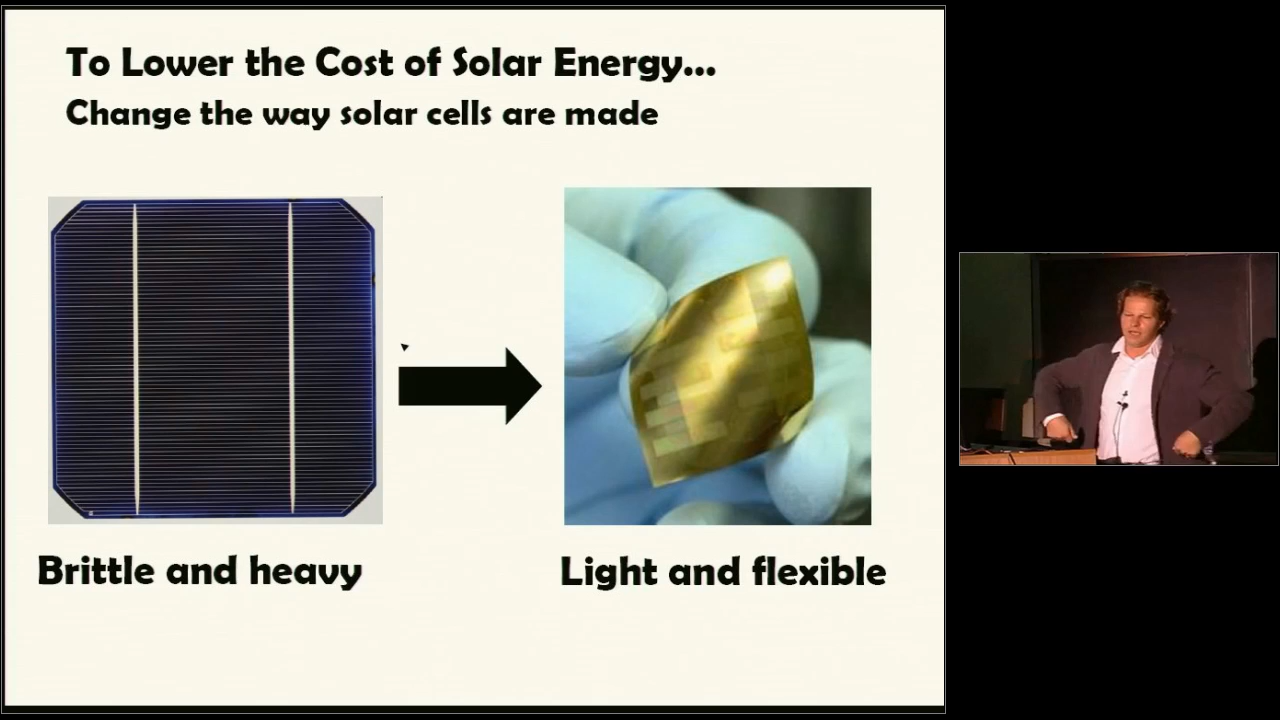 To Lower the Cost of Solar Energy...
Change the way solar cells are made
Brittle and heavy
Light and flexible